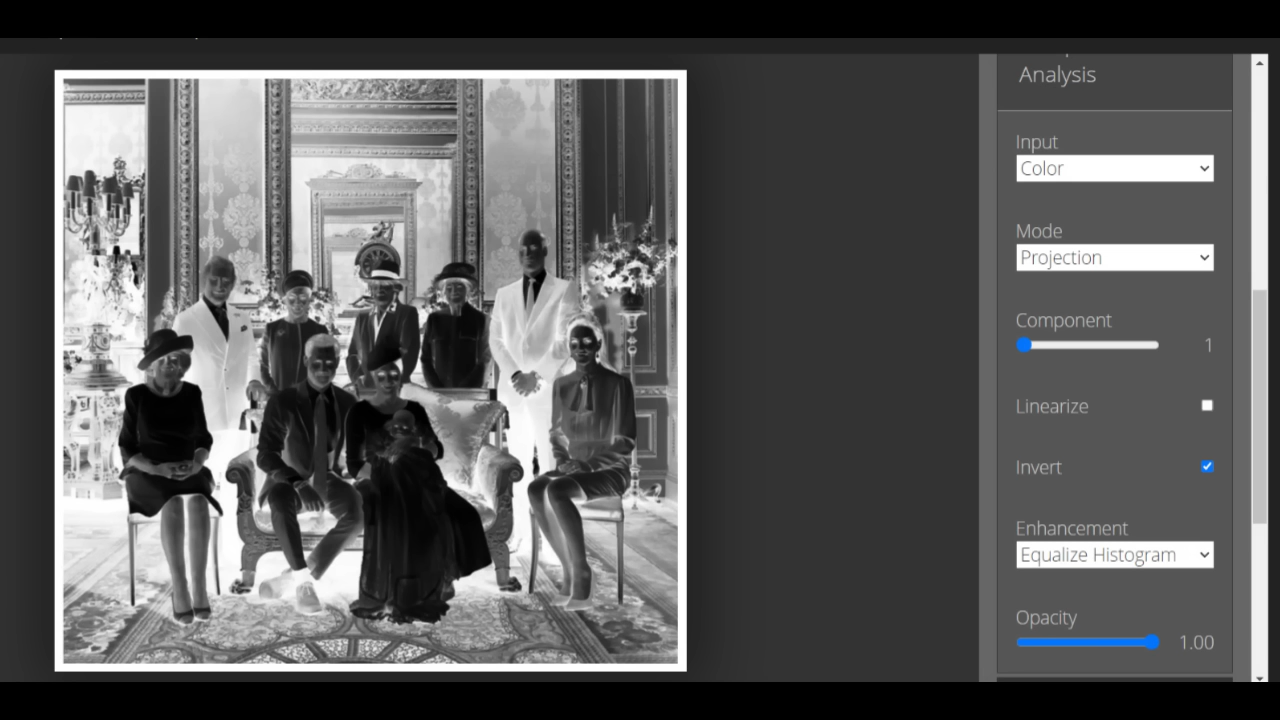 Analysis
Input
Color
Mode
Projection
Component
1
Linearize
Invert
Enhancement
Equalize Histogram
Opacity
1.00